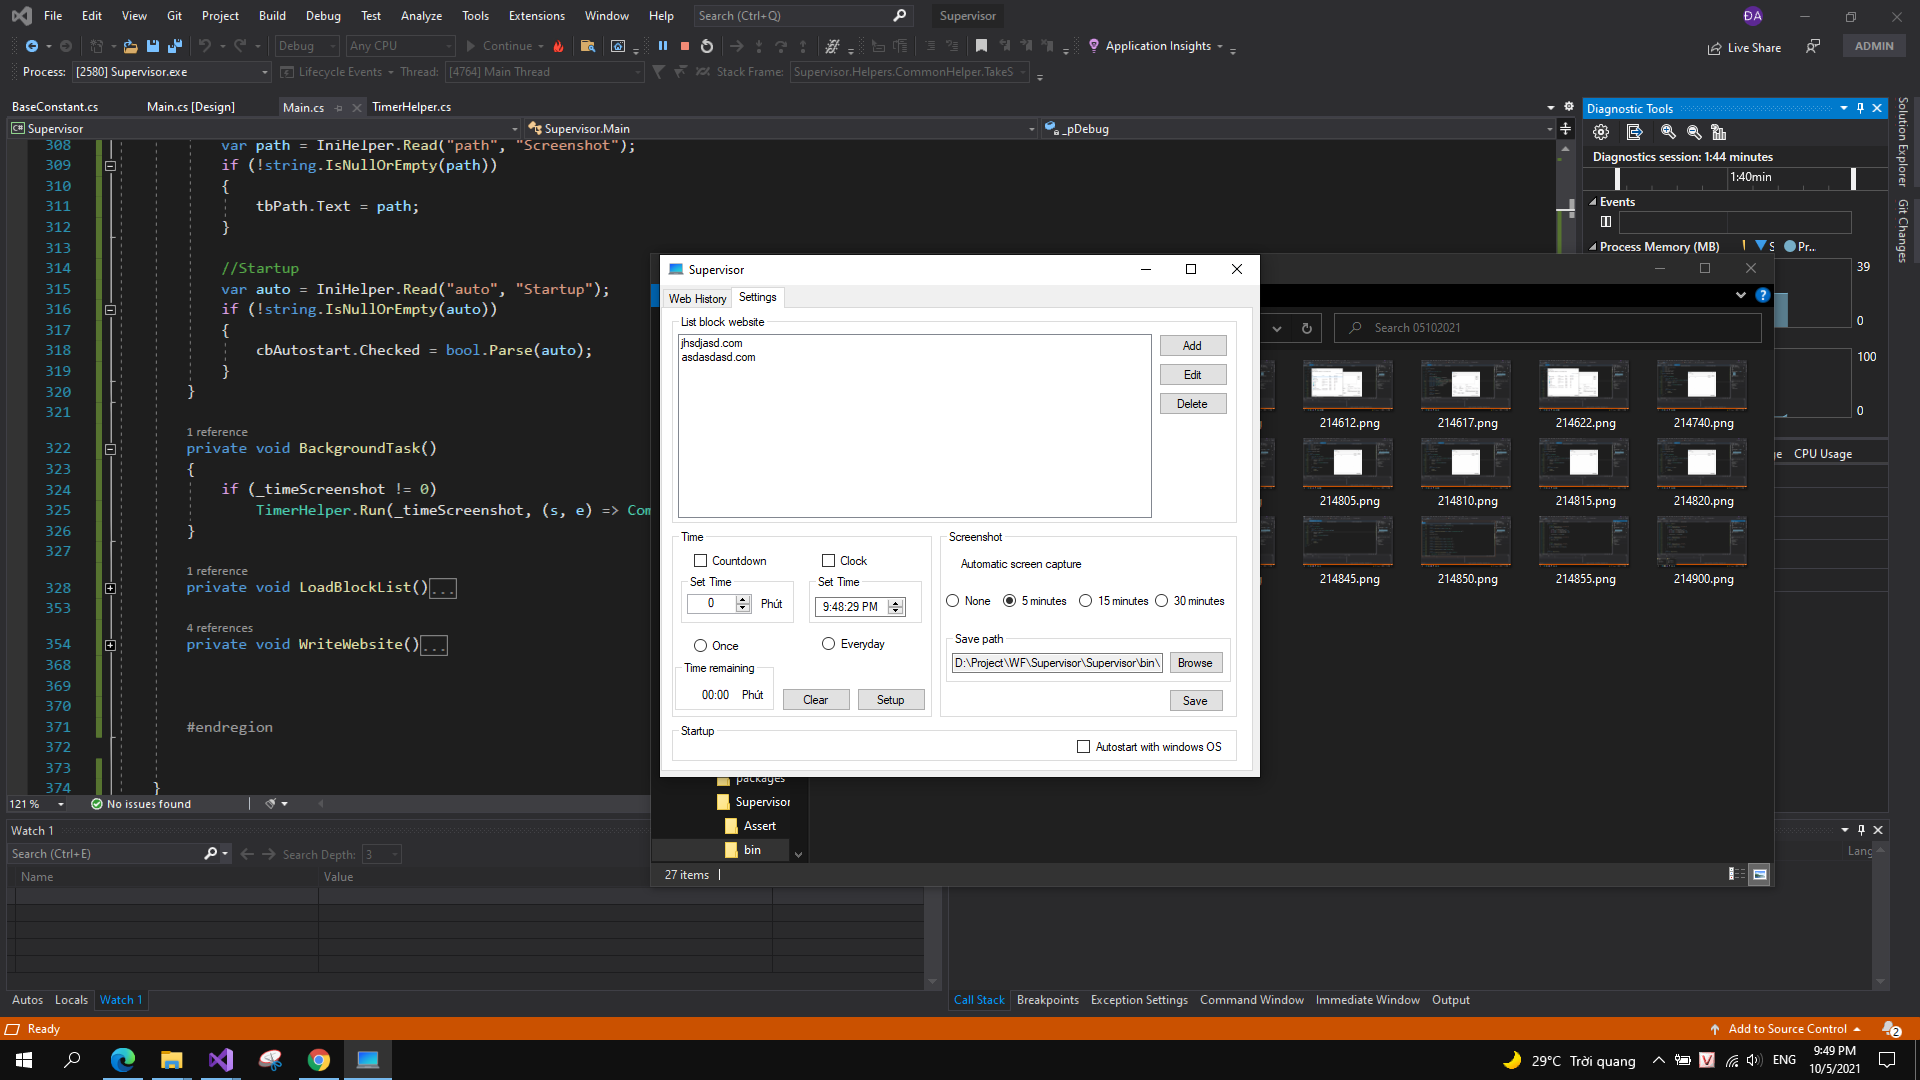 File Edit View Git Project Build Debug Test Analyze Tools Extensions Window Help Search (Ctrl+Q) Supervisor ĐA
Debug Any CPU Continue Application Insights Live Share ADMIN
Process: [2580] Supervisor.exe Lifecycle Events Thread: [4764] Main Thread Stack Frame: Supervisor.Helpers.CommonHelper.TakeS
BaseConstant.cs Main.cs [Design] Main.cs TimerHelper.cs
Supervisor Supervisor.Main _pDebug
308 var path = IniHelper.Read("path", "Screenshot");
309 if (!string.IsNullOrEmpty(path))
310 {
311 tbPath.Text = path;
312 }
313
314 //Startup
315 var auto = IniHelper.Read("auto", "Startup");
316 if (!string.IsNullOrEmpty(auto))
317 {
318 cbAutostart.Checked = bool.Parse(auto);
319 }
320 }
321
1 reference
322 private void BackgroundTask()
323 {
324 if (_timeScreenshot != 0)
325 TimerHelper.Run(_timeScreenshot, (s, e) => Com
326 }
327
1 reference
328 private void LoadBlockList()...
353
4 references
354 private void WriteWebsite()...
368
369
370
371 #endregion
372
373
374 }
121 % No issues found
Diagnostic Tools
Diagnostics session: 1:44 minutes
1:40min
Events
Process Memory (MB) S Pr...
39
0
100
0
CPU Usage
Solution Explorer
Git Changes
Supervisor
Web History Settings
List block website
jhsdjasd.com
asdasdasd.com
Add
Edit
Delete
Time
Countdown Clock
Set Time Set Time
0 Phút 9:48:29 PM
Once Everyday
Time remaining
00:00 Phút Clear Setup
Screenshot
Automatic screen capture
None 5 minutes 15 minutes 30 minutes
Save path
D:\Project\WF\Supervisor\Supervisor\bin\ Browse
Save
Startup
Autostart with windows OS
Search 05102021
214612.png 214617.png 214622.png 214740.png
214805.png 214810.png 214815.png 214820.png
214845.png 214850.png 214855.png 214900.png
packages
Supervisor
Assert
bin
27 items
Watch 1
Search (Ctrl+E) Search Depth: 3
Name Value
Lang
Autos Locals Watch 1
Call Stack Breakpoints Exception Settings Command Window Immediate Window Output
Ready Add to Source Control 2
29°C Trời quang ENG 9:49 PM
10/5/2021